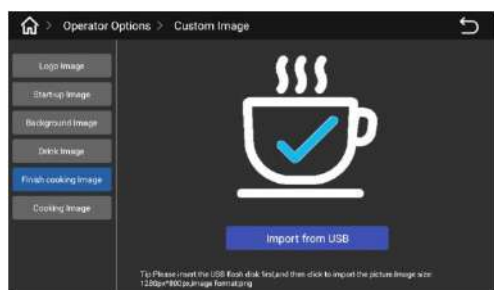 Operator Options > Custom Image
Logo Image
Start-up Image
Background Image
Drink Image
Finish cooking Image
Cooking Image
Import from USB
Tip:Please insert the USB flash disk first,and then click to import the picture.Image size:
1280px*800px,image format:png